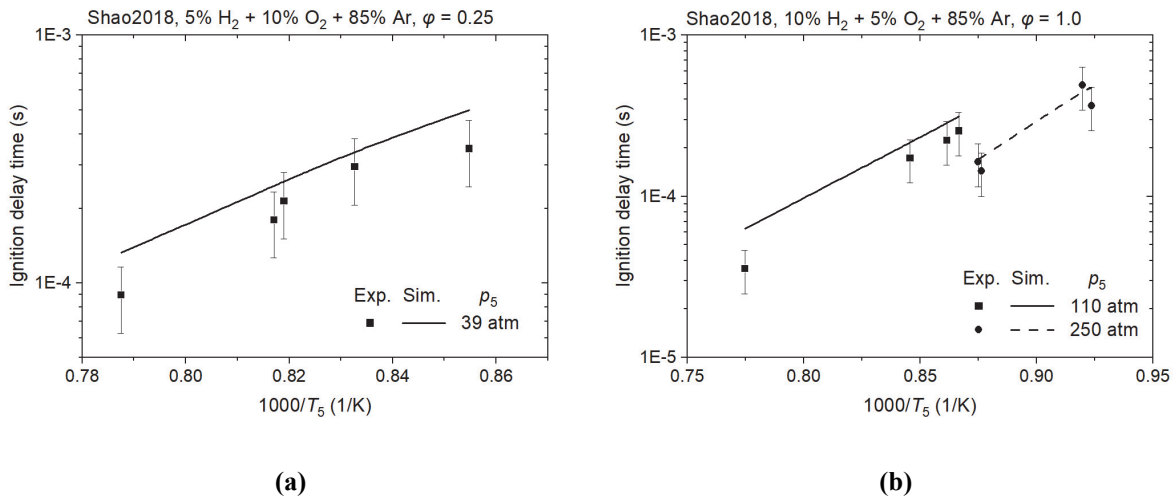 Shao2018, 5% H₂ + 10% O₂ + 85% Ar, φ = 0.25
1E-3
1E-4
Ignition delay time (s)
Exp. Sim. p₅
39 atm
0.78 0.80 0.82 0.84 0.86
1000/T₅ (1/K)
(a)
Shao2018, 10% H₂ + 5% O₂ + 85% Ar, φ = 1.0
1E-3
1E-4
1E-5
Ignition delay time (s)
Exp. Sim. p₅
110 atm
250 atm
0.75 0.80 0.85 0.90 0.95
1000/T₅ (1/K)
(b)